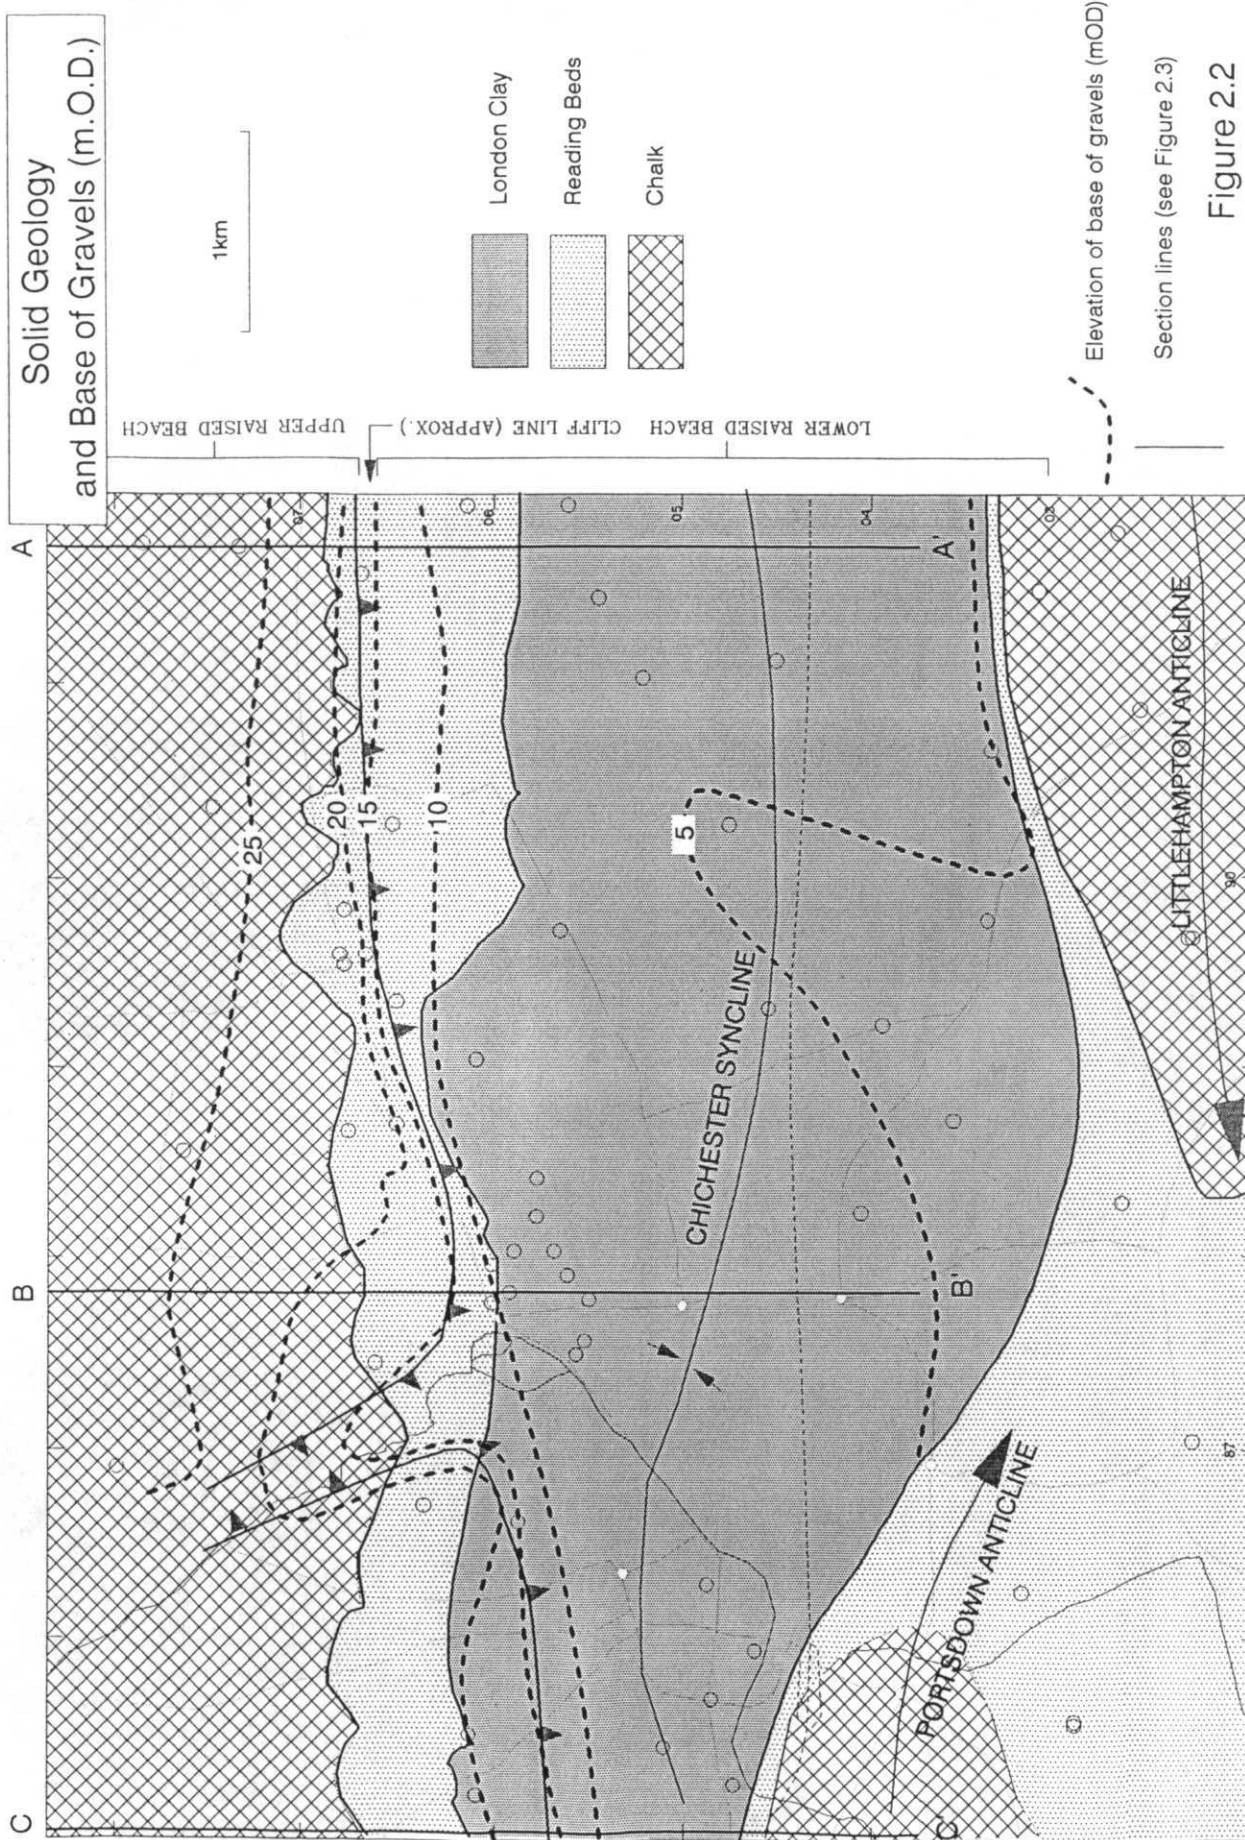 Solid Geology
and Base of Gravels (m.O.D.)
1km
London Clay
Reading Beds
Chalk
UPPER RAISED BEACH
CLIFF LINE (APPROX.)
LOWER RAISED BEACH
Elevation of base of gravels (mOD)
Section lines (see Figure 2.3)
Figure 2.2
A
B
C
07
06
05
04
03
25
20
15
10
5
CHICHESTER SYNCLINE
A'
B'
C'
LITTLEHAMPTON ANTICLINE
PORTSDOWN ANTICLINE
90
87